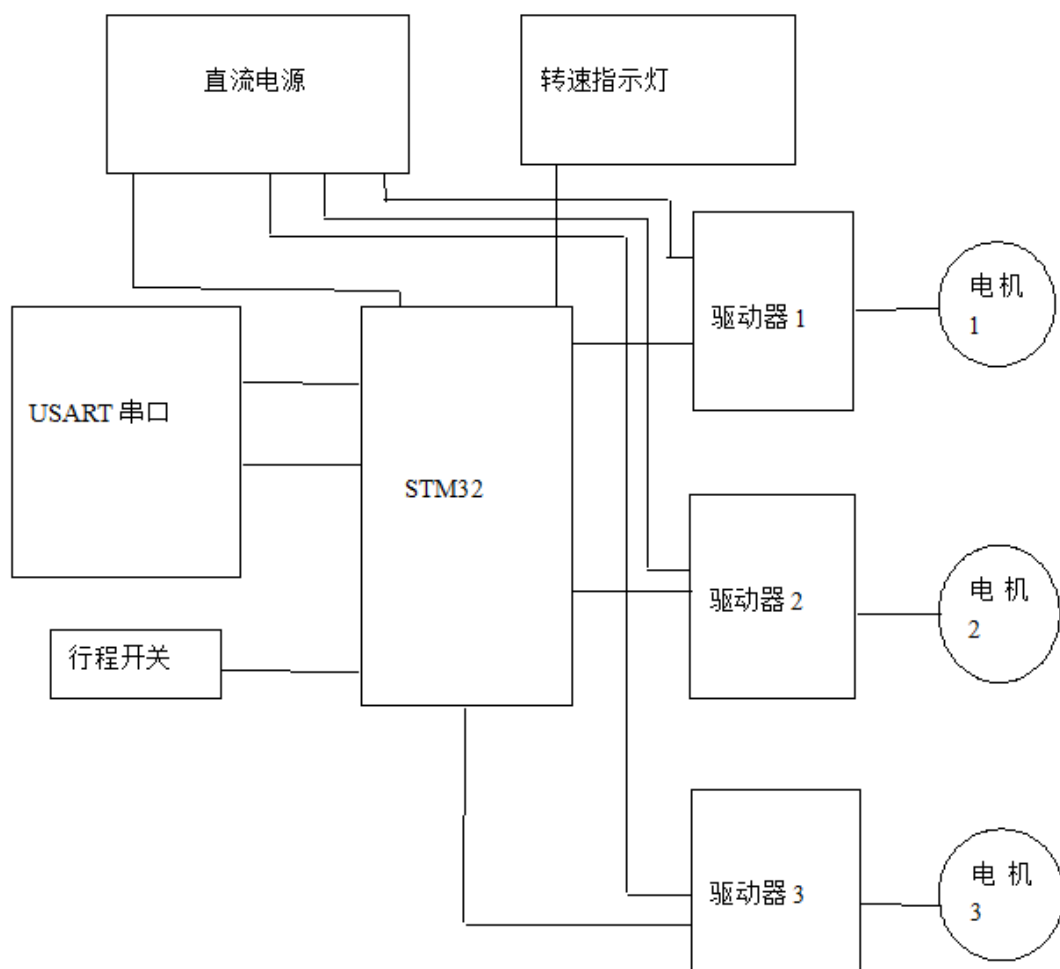 直流电源
转速指示灯
驱动器 1
电机
1
USART 串口
STM32
驱动器 2
电 机
2
行程开关
驱动器 3
电 机
3